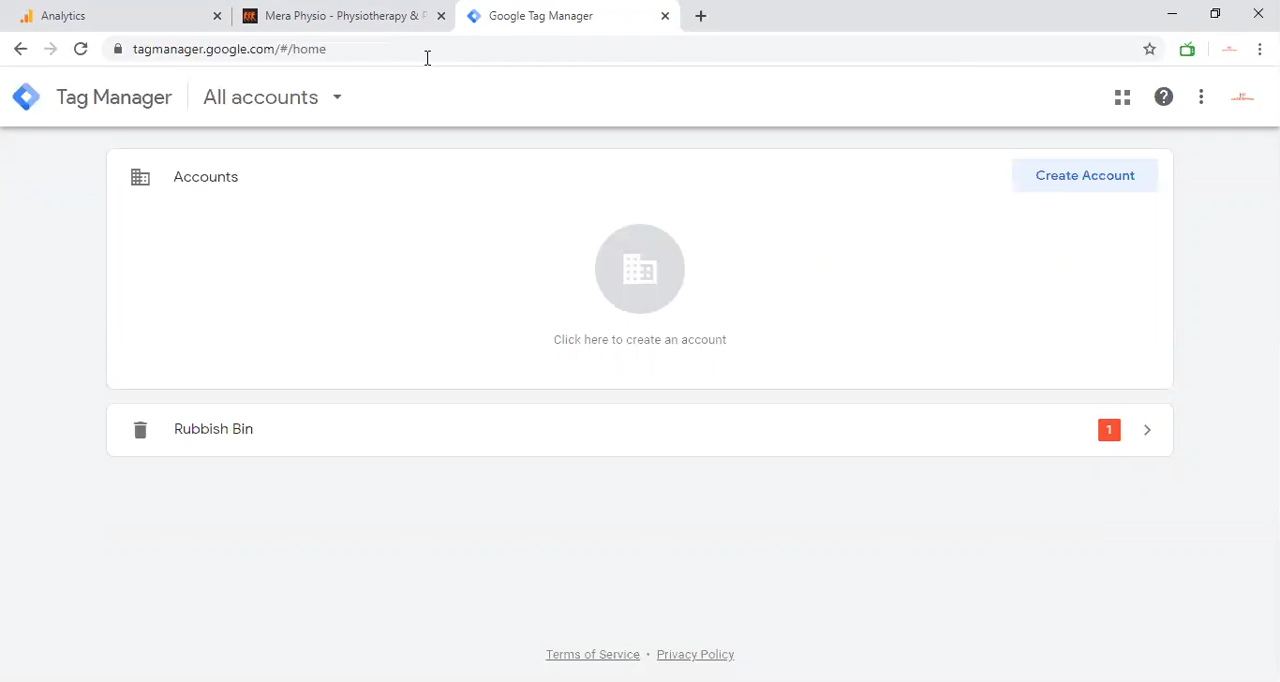 Analytics
Mera Physio - Physiotherapy &
Google Tag Manager
tagmanager.google.com/#/home
Tag Manager
All accounts
Accounts
Create Account
Click here to create an account
Rubbish Bin
1
Terms of Service • Privacy Policy